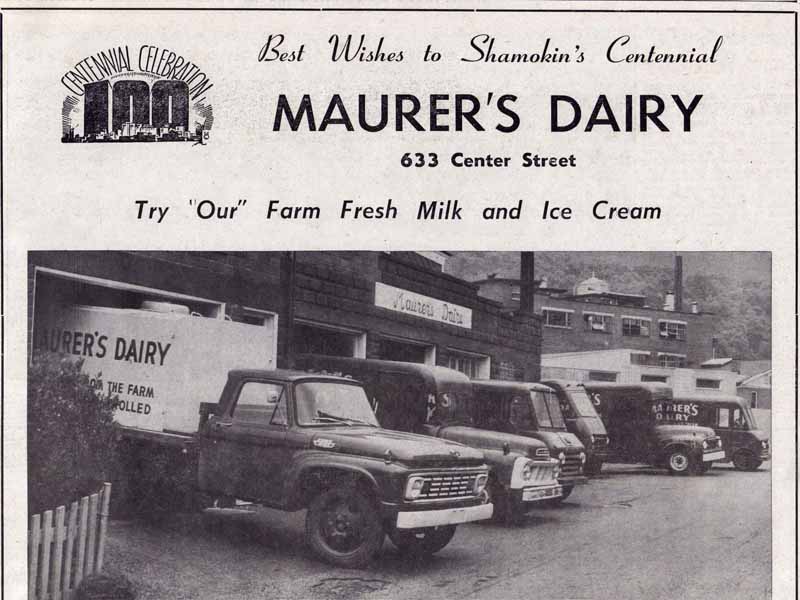 CENTENNIAL CELEBRATION
100
Best Wishes to Shamokin's Centennial
MAURER'S DAIRY
633 Center Street
Try "Our" Farm Fresh Milk and Ice Cream
Maurer's Dairy
AURER'S DAIRY
THE FARM
OLLED
MAURER'S
DAIRY